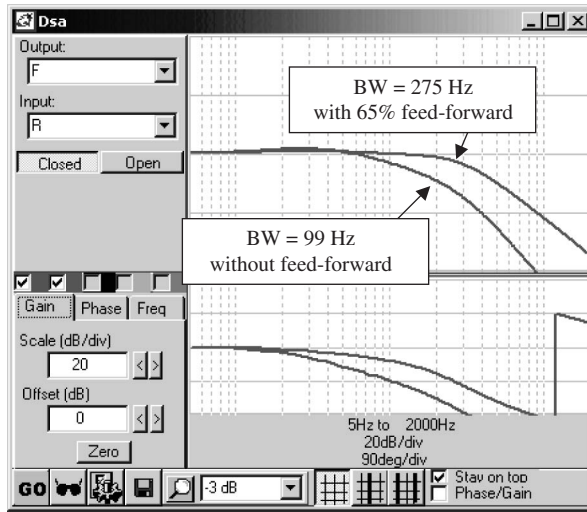 Dsa
Output:
F
Input:
R
Closed Open
BW = 275 Hz
with 65% feed-forward
BW = 99 Hz
without feed-forward
Gain Phase Freq
Scale (dB/div)
20
< >
Offset (dB)
0
< >
Zero
5Hz to 2000Hz
20dB/div
90deg/div
GO
-3 dB
Stay on top
Phase/Gain